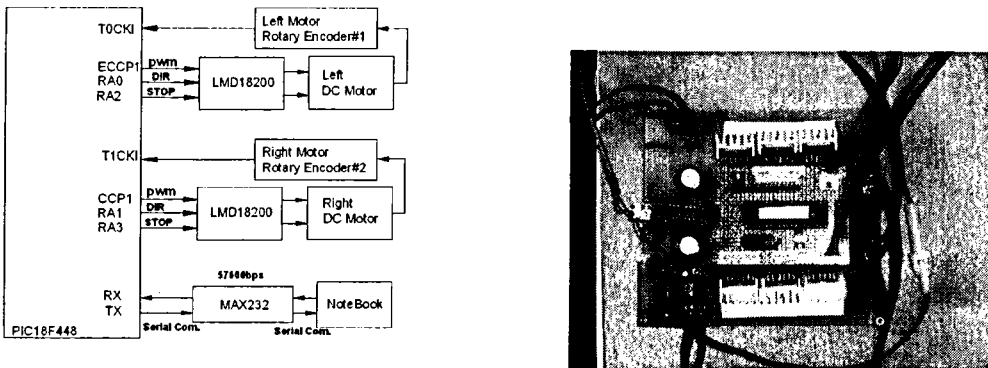 T0CKI
Left Motor
Rotary Encoder#1
ECCP1
RA0
RA2
pwm
DIR
STOP
LMD18200
Left
DC Motor
T1CKI
Right Motor
Rotary Encoder#2
CCP1
RA1
RA3
pwm
DIR
STOP
LMD18200
Right
DC Motor
57600bps
RX
TX
MAX232
NoteBook
Serial Com.
Serial Com.
PIC18F448